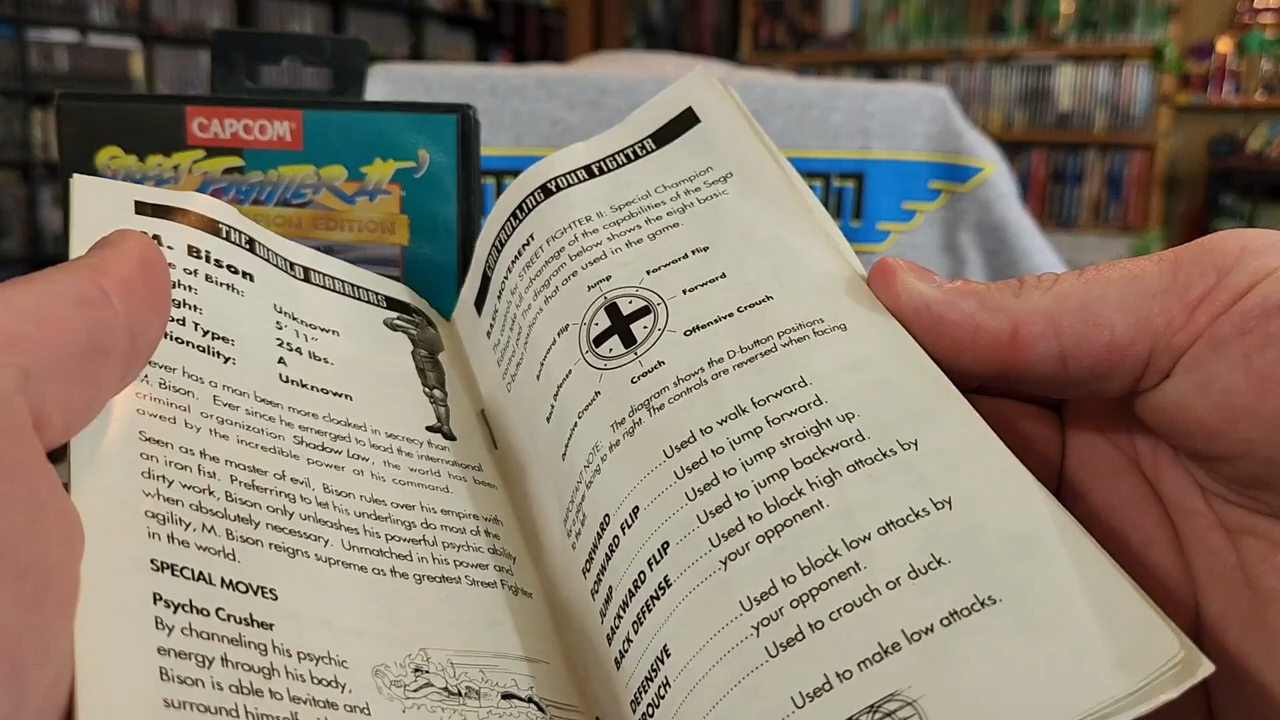 CAPCOM
STREET FIGHTER II'
EDITION
THE WORLD WARRIORS
M. Bison
of Birth: Unknown
5' 11"
254 lbs.
Type: A
Unknown
ever has a man been more cloaked in secrecy than
M. Bison. Ever since he emerged to lead the international
criminal organization Shadow Law, the world has been
awed by the incredible power at his command.
Seen as the master of evil, Bison rules over his empire with
an iron fist. Preferring to let his underlings do most of the
dirty work, Bison only unleashes his powerful psychic ability
when absolutely necessary. Unmatched in his power and
agility, M. Bison reigns supreme as the greatest Street Fighter
in the world.
SPECIAL MOVES
Psycho Crusher
By channeling his psychic
energy through his body,
Bison is able to levitate and
surround
CONTROLLING YOUR FIGHTER
BASIC MOVEMENT
for STREET FIGHTER II: Special Champion
full advantage of the capabilities of the Sega
The diagram below shows the eight basic
that are used in the game.
Jump
Forward Flip
Forward
Offensive Crouch
Crouch
Crouch
Back Defense
Backward Flip
NOTE: The diagram shows the D-button positions
to the right. The controls are reversed when facing
FORWARD Used to walk forward.
FORWARD FLIP Used to jump forward.
JUMP Used to jump straight up.
BACKWARD FLIP Used to jump backward.
BACK DEFENSE Used to block high attacks by
your opponent.
DEFENSIVE Used to block low attacks by
your opponent.
Used to crouch or duck.
Used to make low attacks.